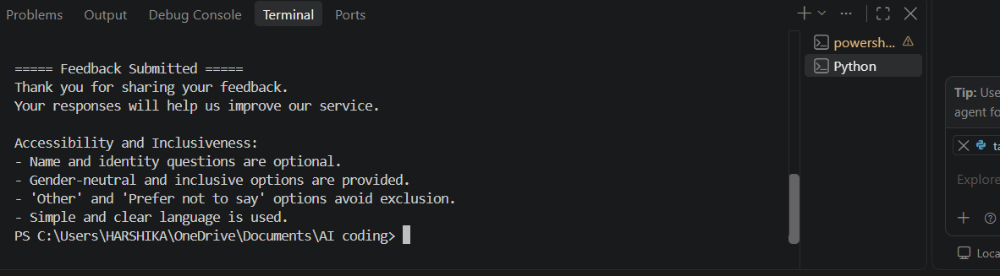 Problems Output Debug Console Terminal Ports
===== Feedback Submitted =====
Thank you for sharing your feedback.
Your responses will help us improve our service.
Accessibility and Inclusiveness:
- Name and identity questions are optional.
- Gender-neutral and inclusive options are provided.
- 'Other' and 'Prefer not to say' options avoid exclusion.
- Simple and clear language is used.
PS C:\Users\HARSHIKA\OneDrive\Documents\AI coding>
powersh...
Python
Tip: Use
agent fo
ta
Explore
Loca